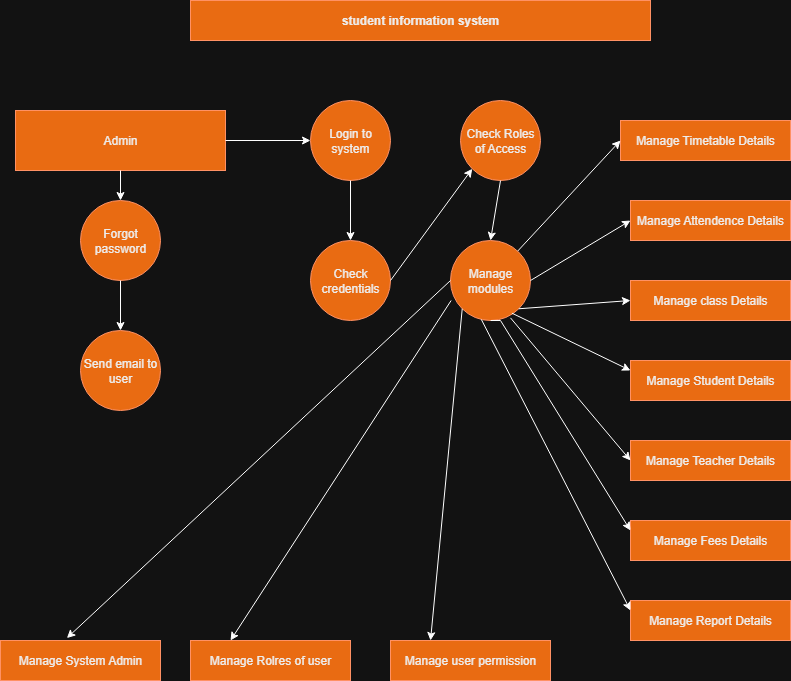 student information system
Admin
Login to
system
Check Roles
of Access
Manage Timetable Details
Manage Attendence Details
Forgot
password
Check
credentials
Manage
modules
Manage class Details
Send email to
user
Manage Student Details
Manage Teacher Details
Manage Fees Details
Manage Report Details
Manage System Admin
Manage Rolres of user
Manage user permission